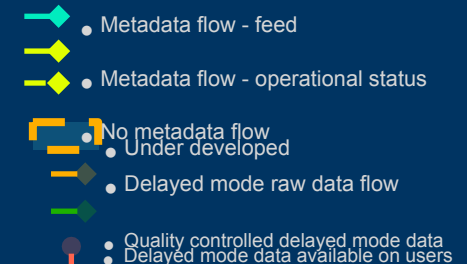 • Metadata flow - feed
• Metadata flow - operational status
• No metadata flow
• Under developed
• Delayed mode raw data flow
• Quality controlled delayed mode data
• Delayed mode data available on users